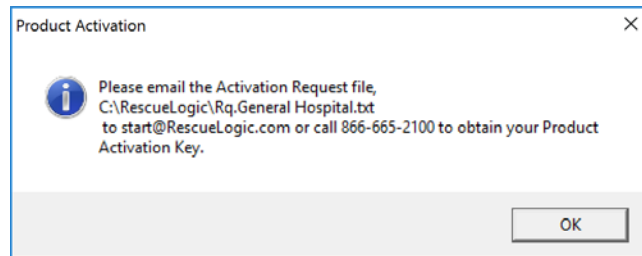 Product Activation
Please email the Activation Request file,
C:\RescueLogic\Rq.General Hospital.txt
to start@RescueLogic.com or call 866-665-2100 to obtain your Product
Activation Key.
OK